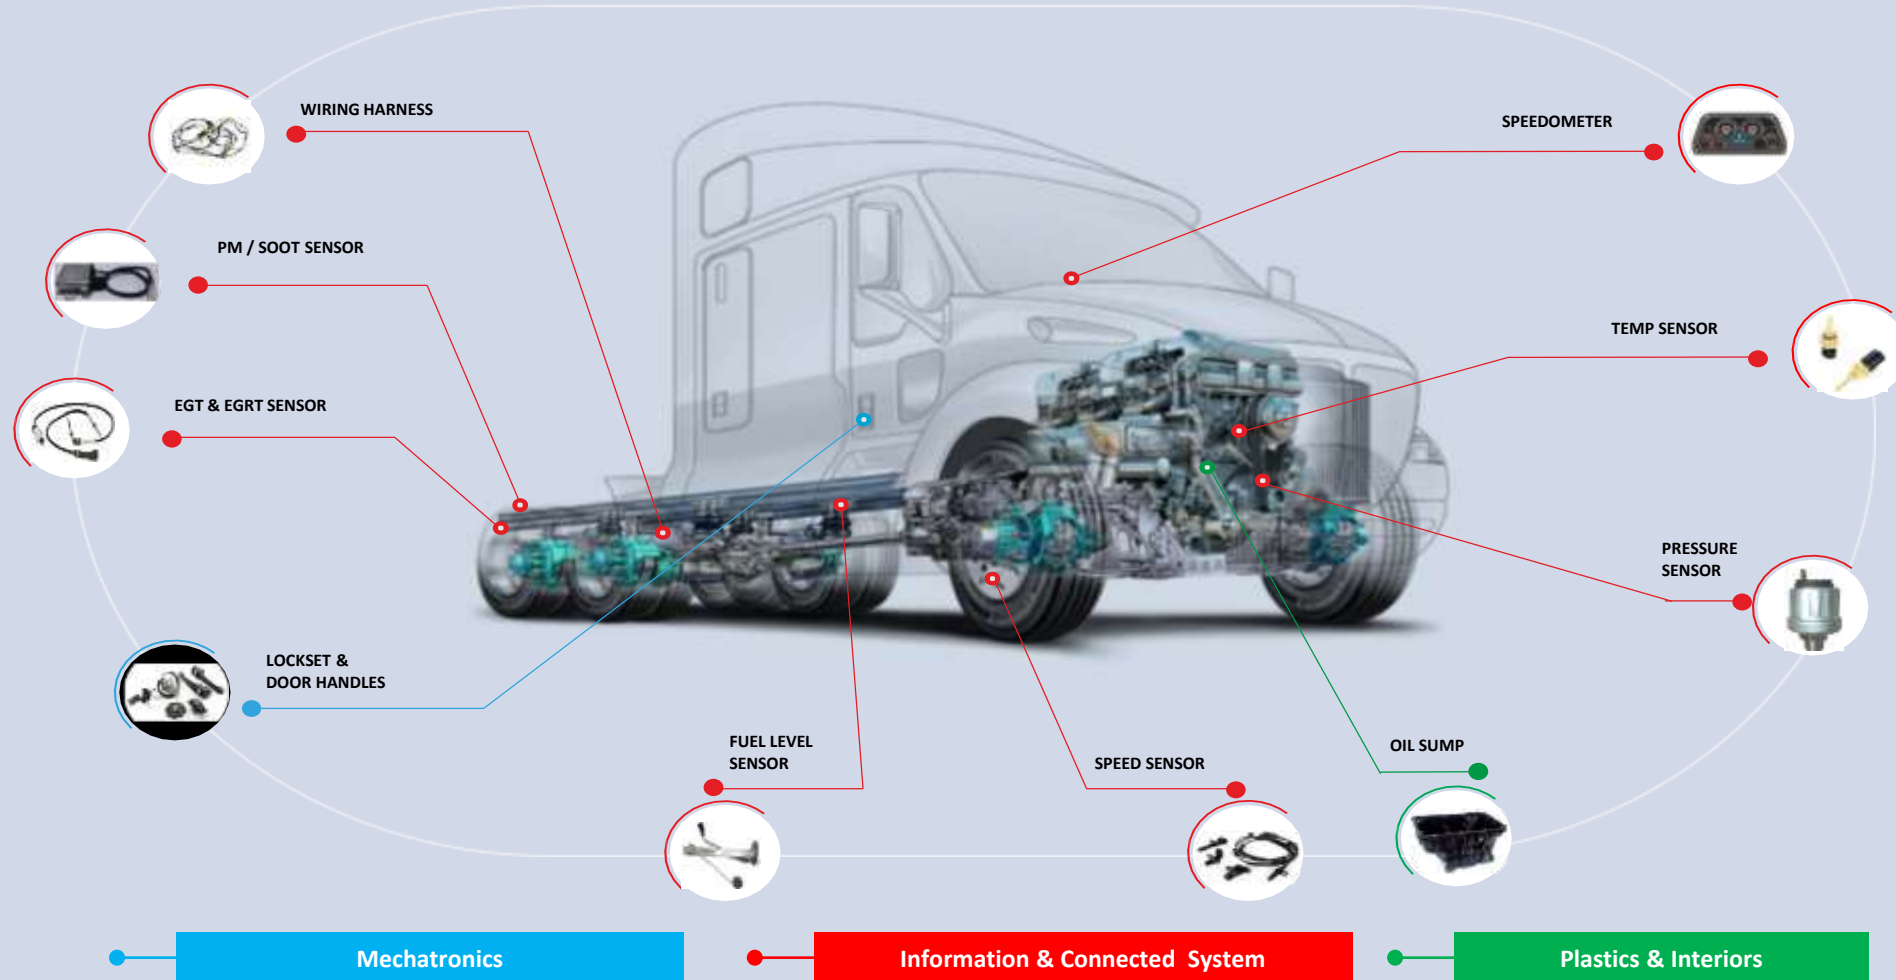 WIRING HARNESS
SPEEDOMETER
PM / SOOT SENSOR
TEMP SENSOR
EGT & EGRT SENSOR
PRESSURE
SENSOR
LOCKSET &
DOOR HANDLES
FUEL LEVEL
SENSOR
SPEED SENSOR
OIL SUMP
Mechatronics
Information & Connected System
Plastics & Interiors